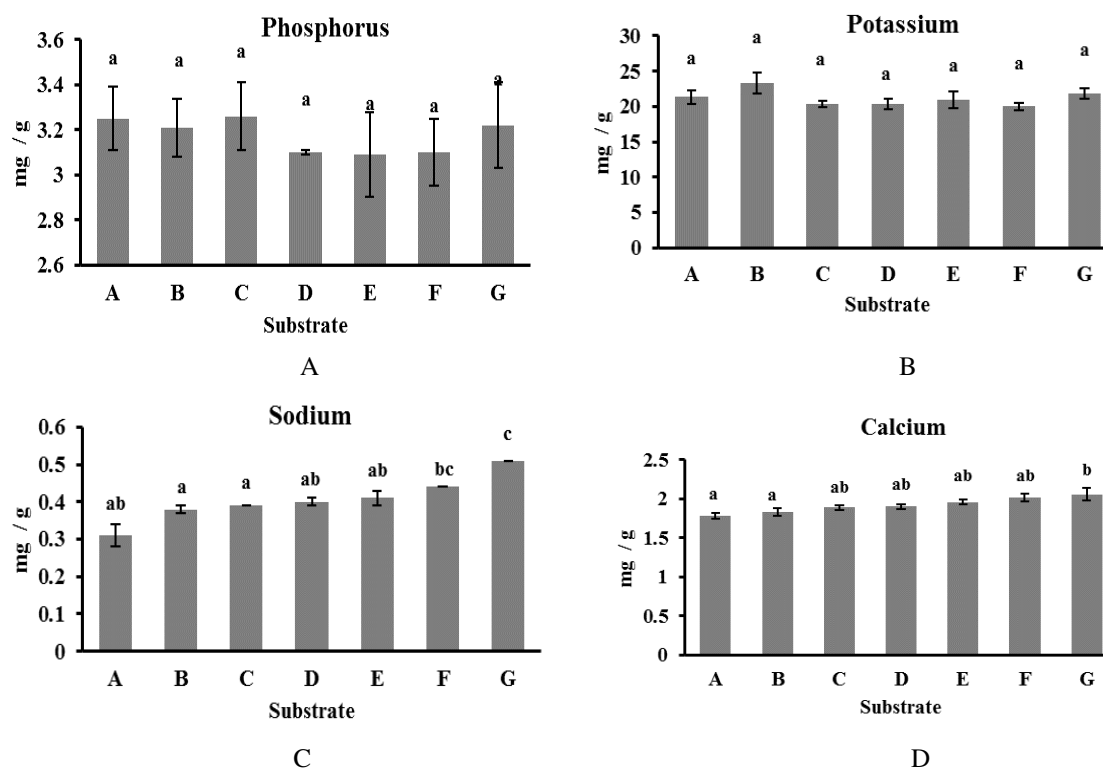 Phosphorus
3.6
3.4
3.2
3
2.8
2.6
mg / g
a a a a a a a
A B C D E F G
Substrate
A
Potassium
30
25
20
15
10
5
0
mg / g
a a a a a a a
A B C D E F G
Substrate
B
Sodium
0.6
0.5
0.4
0.3
0.2
0.1
0
mg / g
ab a a ab ab bc c
A B C D E F G
Substrate
C
Calcium
2.5
2
1.5
1
0.5
0
mg / g
a a ab ab ab ab b
A B C D E F G
Substrate
D